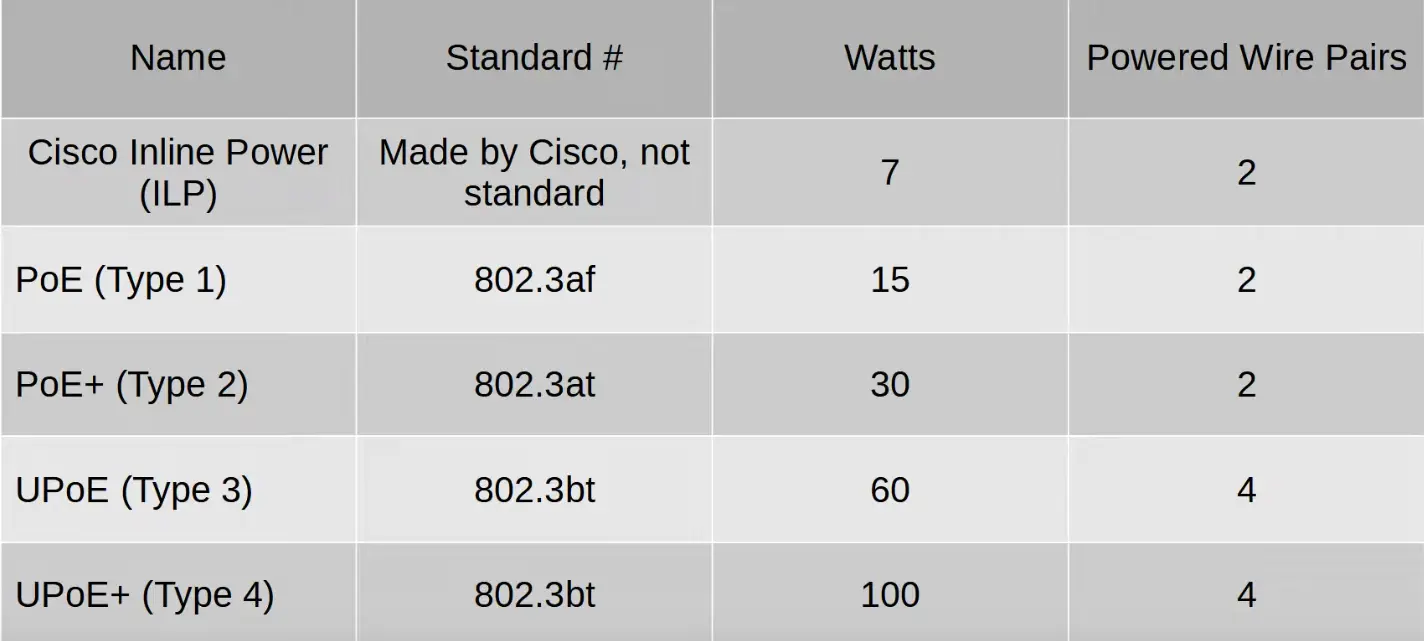 Name Standard # Watts Powered Wire Pairs
Cisco Inline Power (ILP) Made by Cisco, not standard 7 2
PoE (Type 1) 802.3af 15 2
PoE+ (Type 2) 802.3at 30 2
UPoE (Type 3) 802.3bt 60 4
UPoE+ (Type 4) 802.3bt 100 4